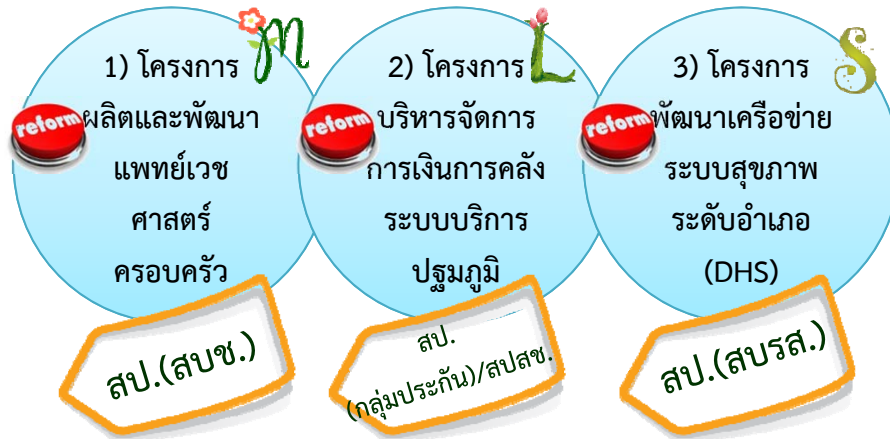 M
1) โครงการ
reform
ผลิตและพัฒนา
แพทย์เวช
ศาสตร์
ครอบครัว
สป.(สบช.)
L
2) โครงการ
reform
บริหารจัดการ
การเงินการคลัง
ระบบบริการ
ปฐมภูมิ
สป.
(กลุ่มประกัน)/สปสช.
S
3) โครงการ
reform
พัฒนาเครือข่าย
ระบบสุขภาพ
ระดับอำเภอ
(DHS)
สป.(สบรส.)